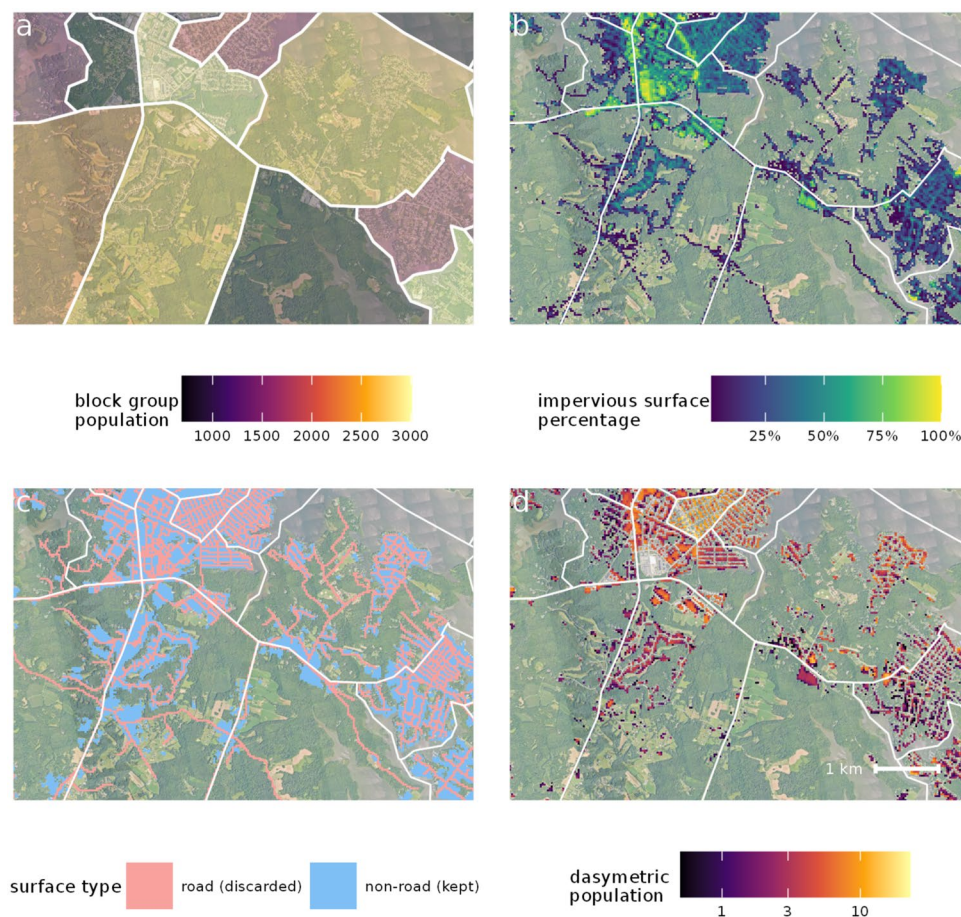 a
b
block group
population
1000 1500 2000 2500 3000
impervious surface
percentage
25% 50% 75% 100%
c
d
1 km
surface type road (discarded) non-road (kept)
dasymetric
population
1 3 10